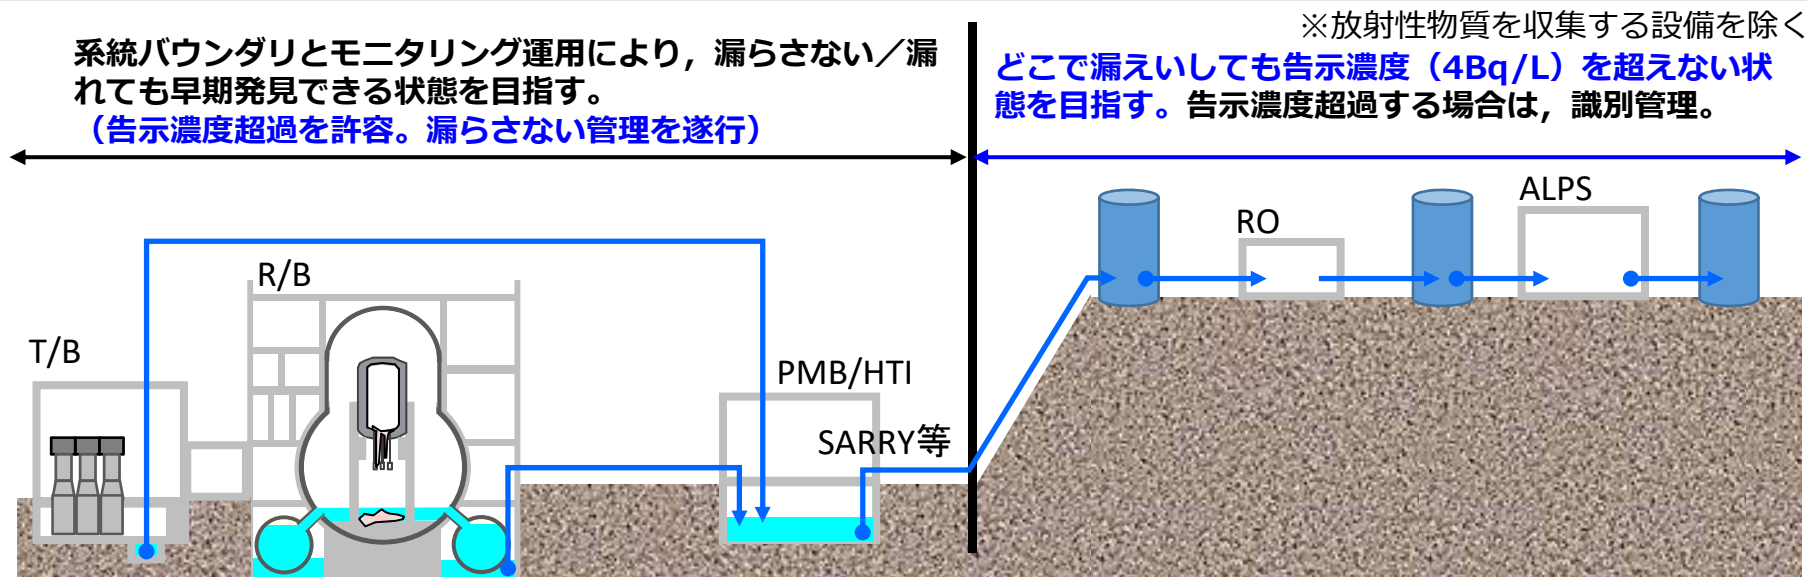 ※放射性物質を収集する設備を除く
系統バウンダリとモニタリング運用により，漏らさない／漏
れても早期発見できる状態を目指す。
（告示濃度超過を許容。漏らさない管理を遂行）
どこで漏えいしても告示濃度（4Bq/L）を超えない状
態を目指す。告示濃度超過する場合は，識別管理。
ALPS
RO
R/B
T/B
PMB/HTI
SARRY等